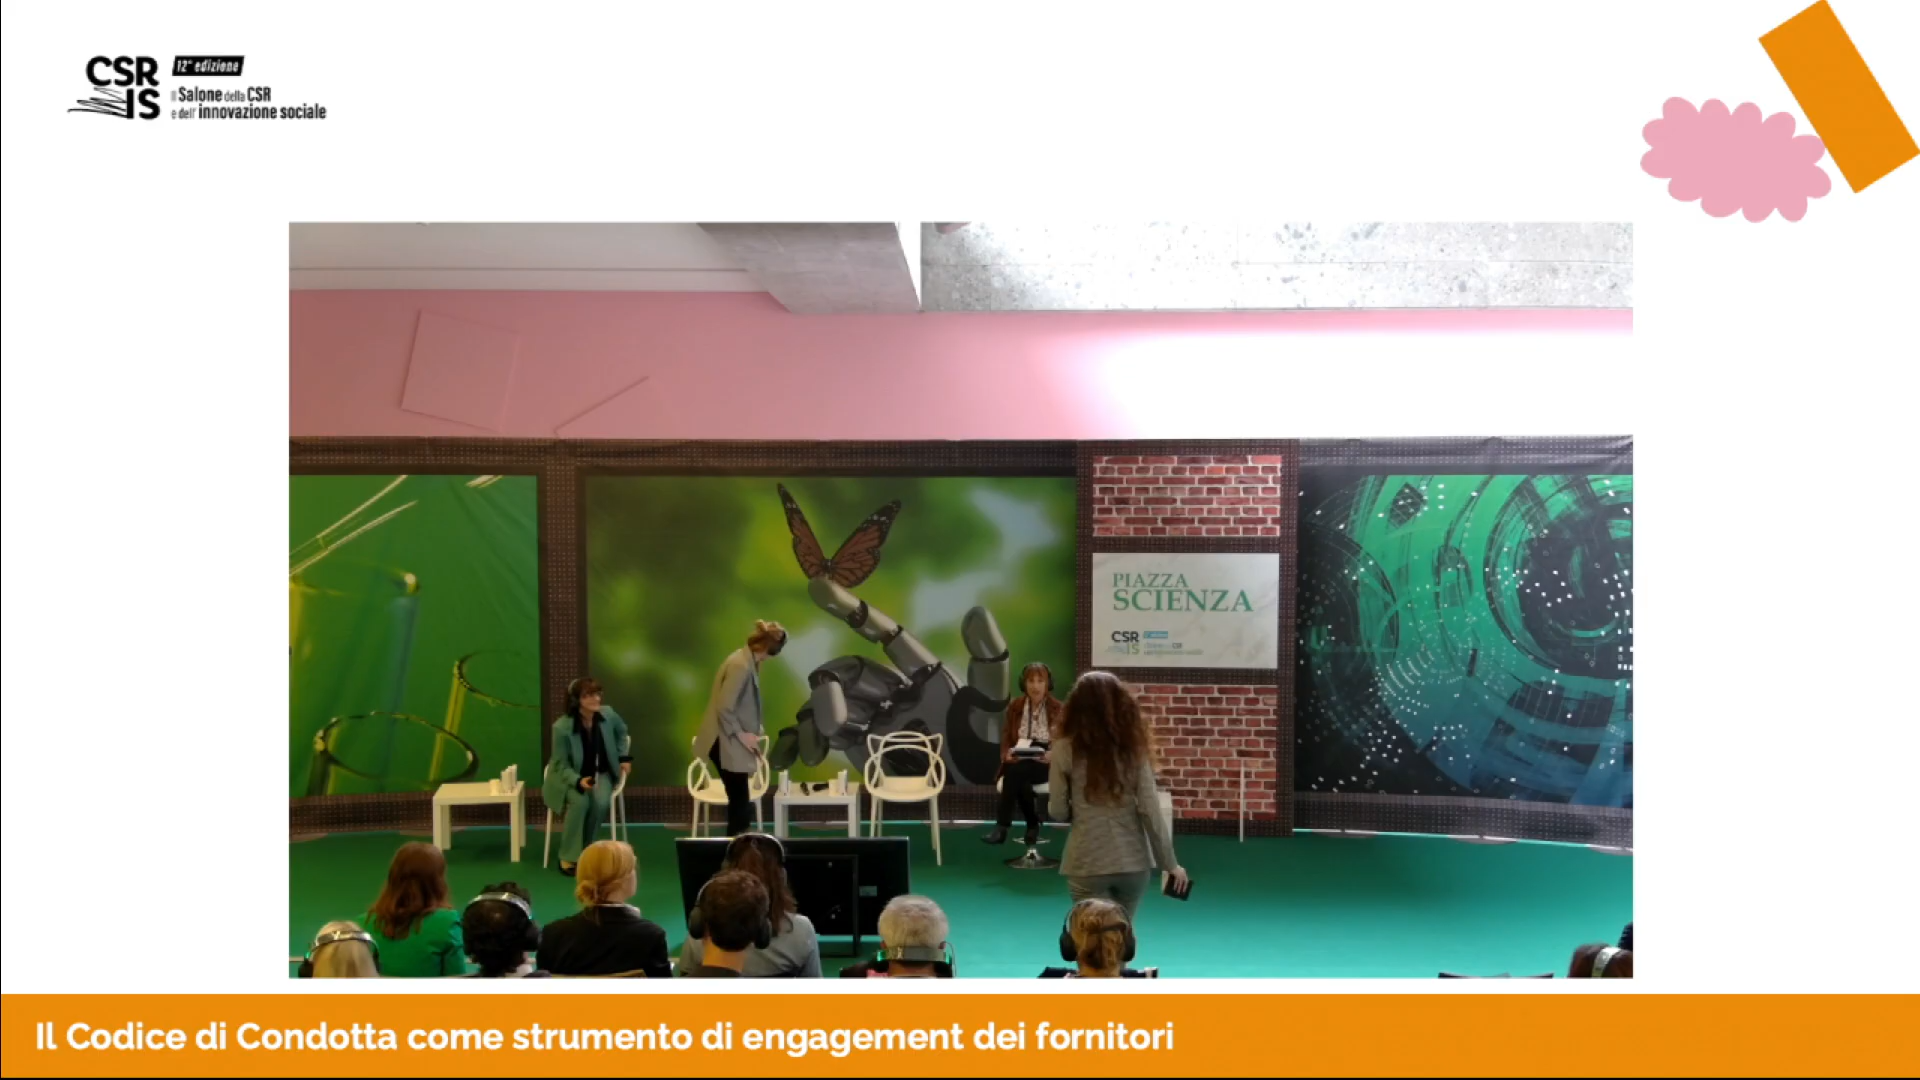 CSR
IS
12° edizione
Il Salone della CSR
e dell'innovazione sociale
PIAZZA
SCIENZA
CSR
IS
Il Codice di Condotta come strumento di engagement dei fornitori